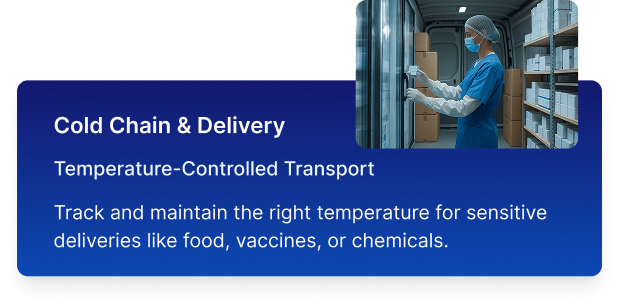 Cold Chain & Delivery
Temperature-Controlled Transport
Track and maintain the right temperature for sensitive
deliveries like food, vaccines, or chemicals.